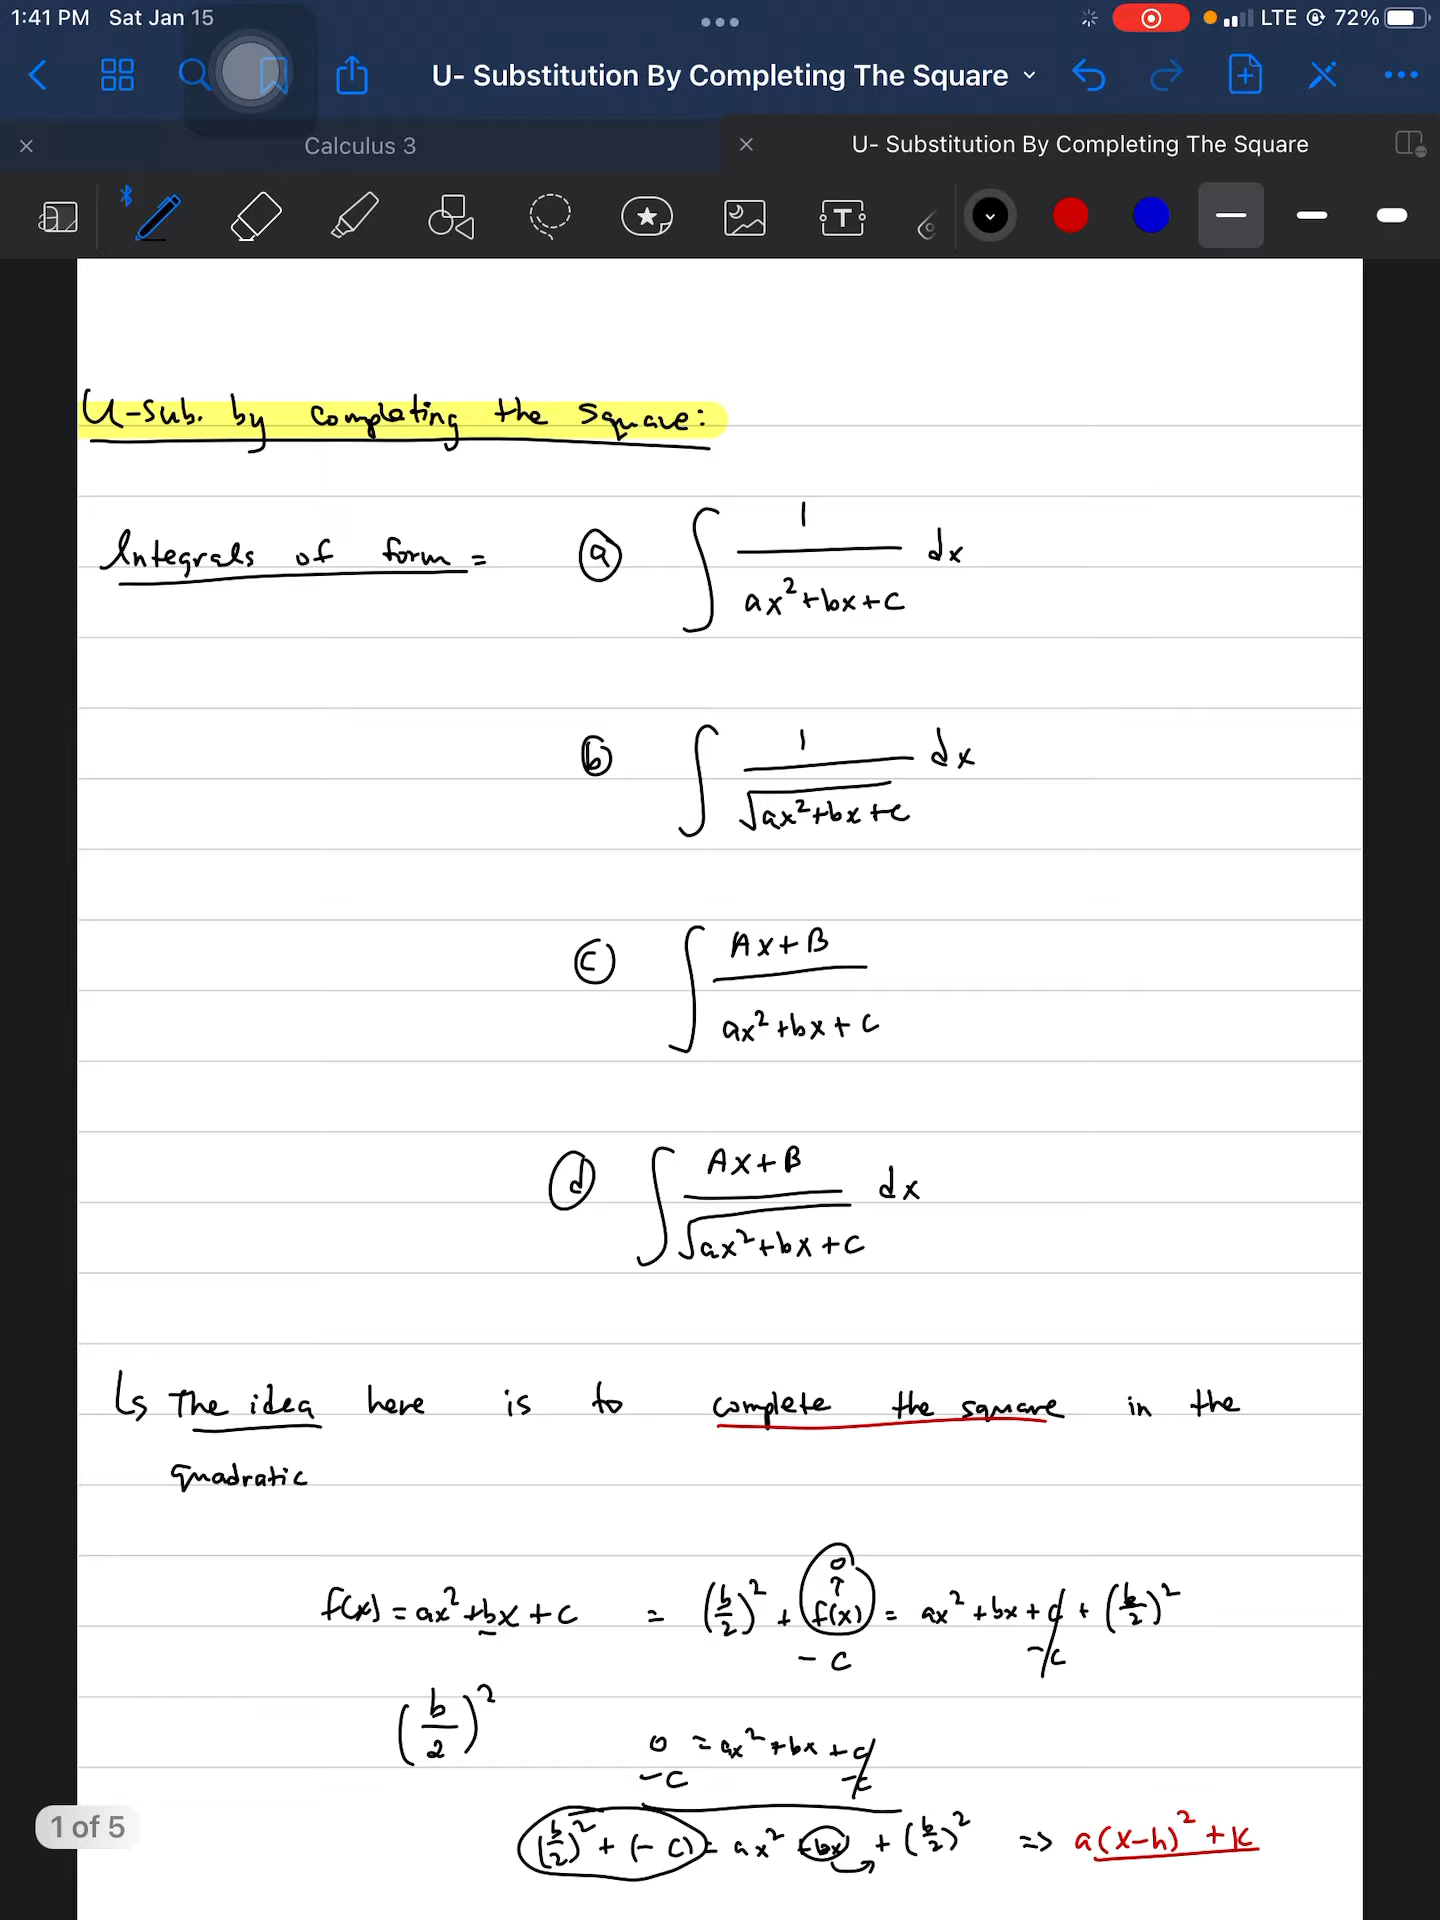 1:41 PM Sat Jan 15
LTE 72%
U- Substitution By Completing The Square
Calculus 3
U- Substitution By Completing The Square
U-sub. by completing the square:
Integrals of form = ⓐ ∫ 1/(ax²+bx+c) dx
ⓑ ∫ 1/√(ax²+bx+c) dx
ⓒ ∫ (Ax+B)/(ax²+bx+c)
ⓓ ∫ (Ax+B)/√(ax²+bx+c) dx
↳ The idea here is to complete the square in the
quadratic
0
↑
f(x) = ax²+bx+c = (b/2)² + f(x) = ax²+bx+c + (b/2)²
-c -c
(b/2)²
0 = ax²+bx+c
-c -c
(b/2)² + (-c) = ax²+bx + (b/2)² => a(x-h)²+k
1 of 5